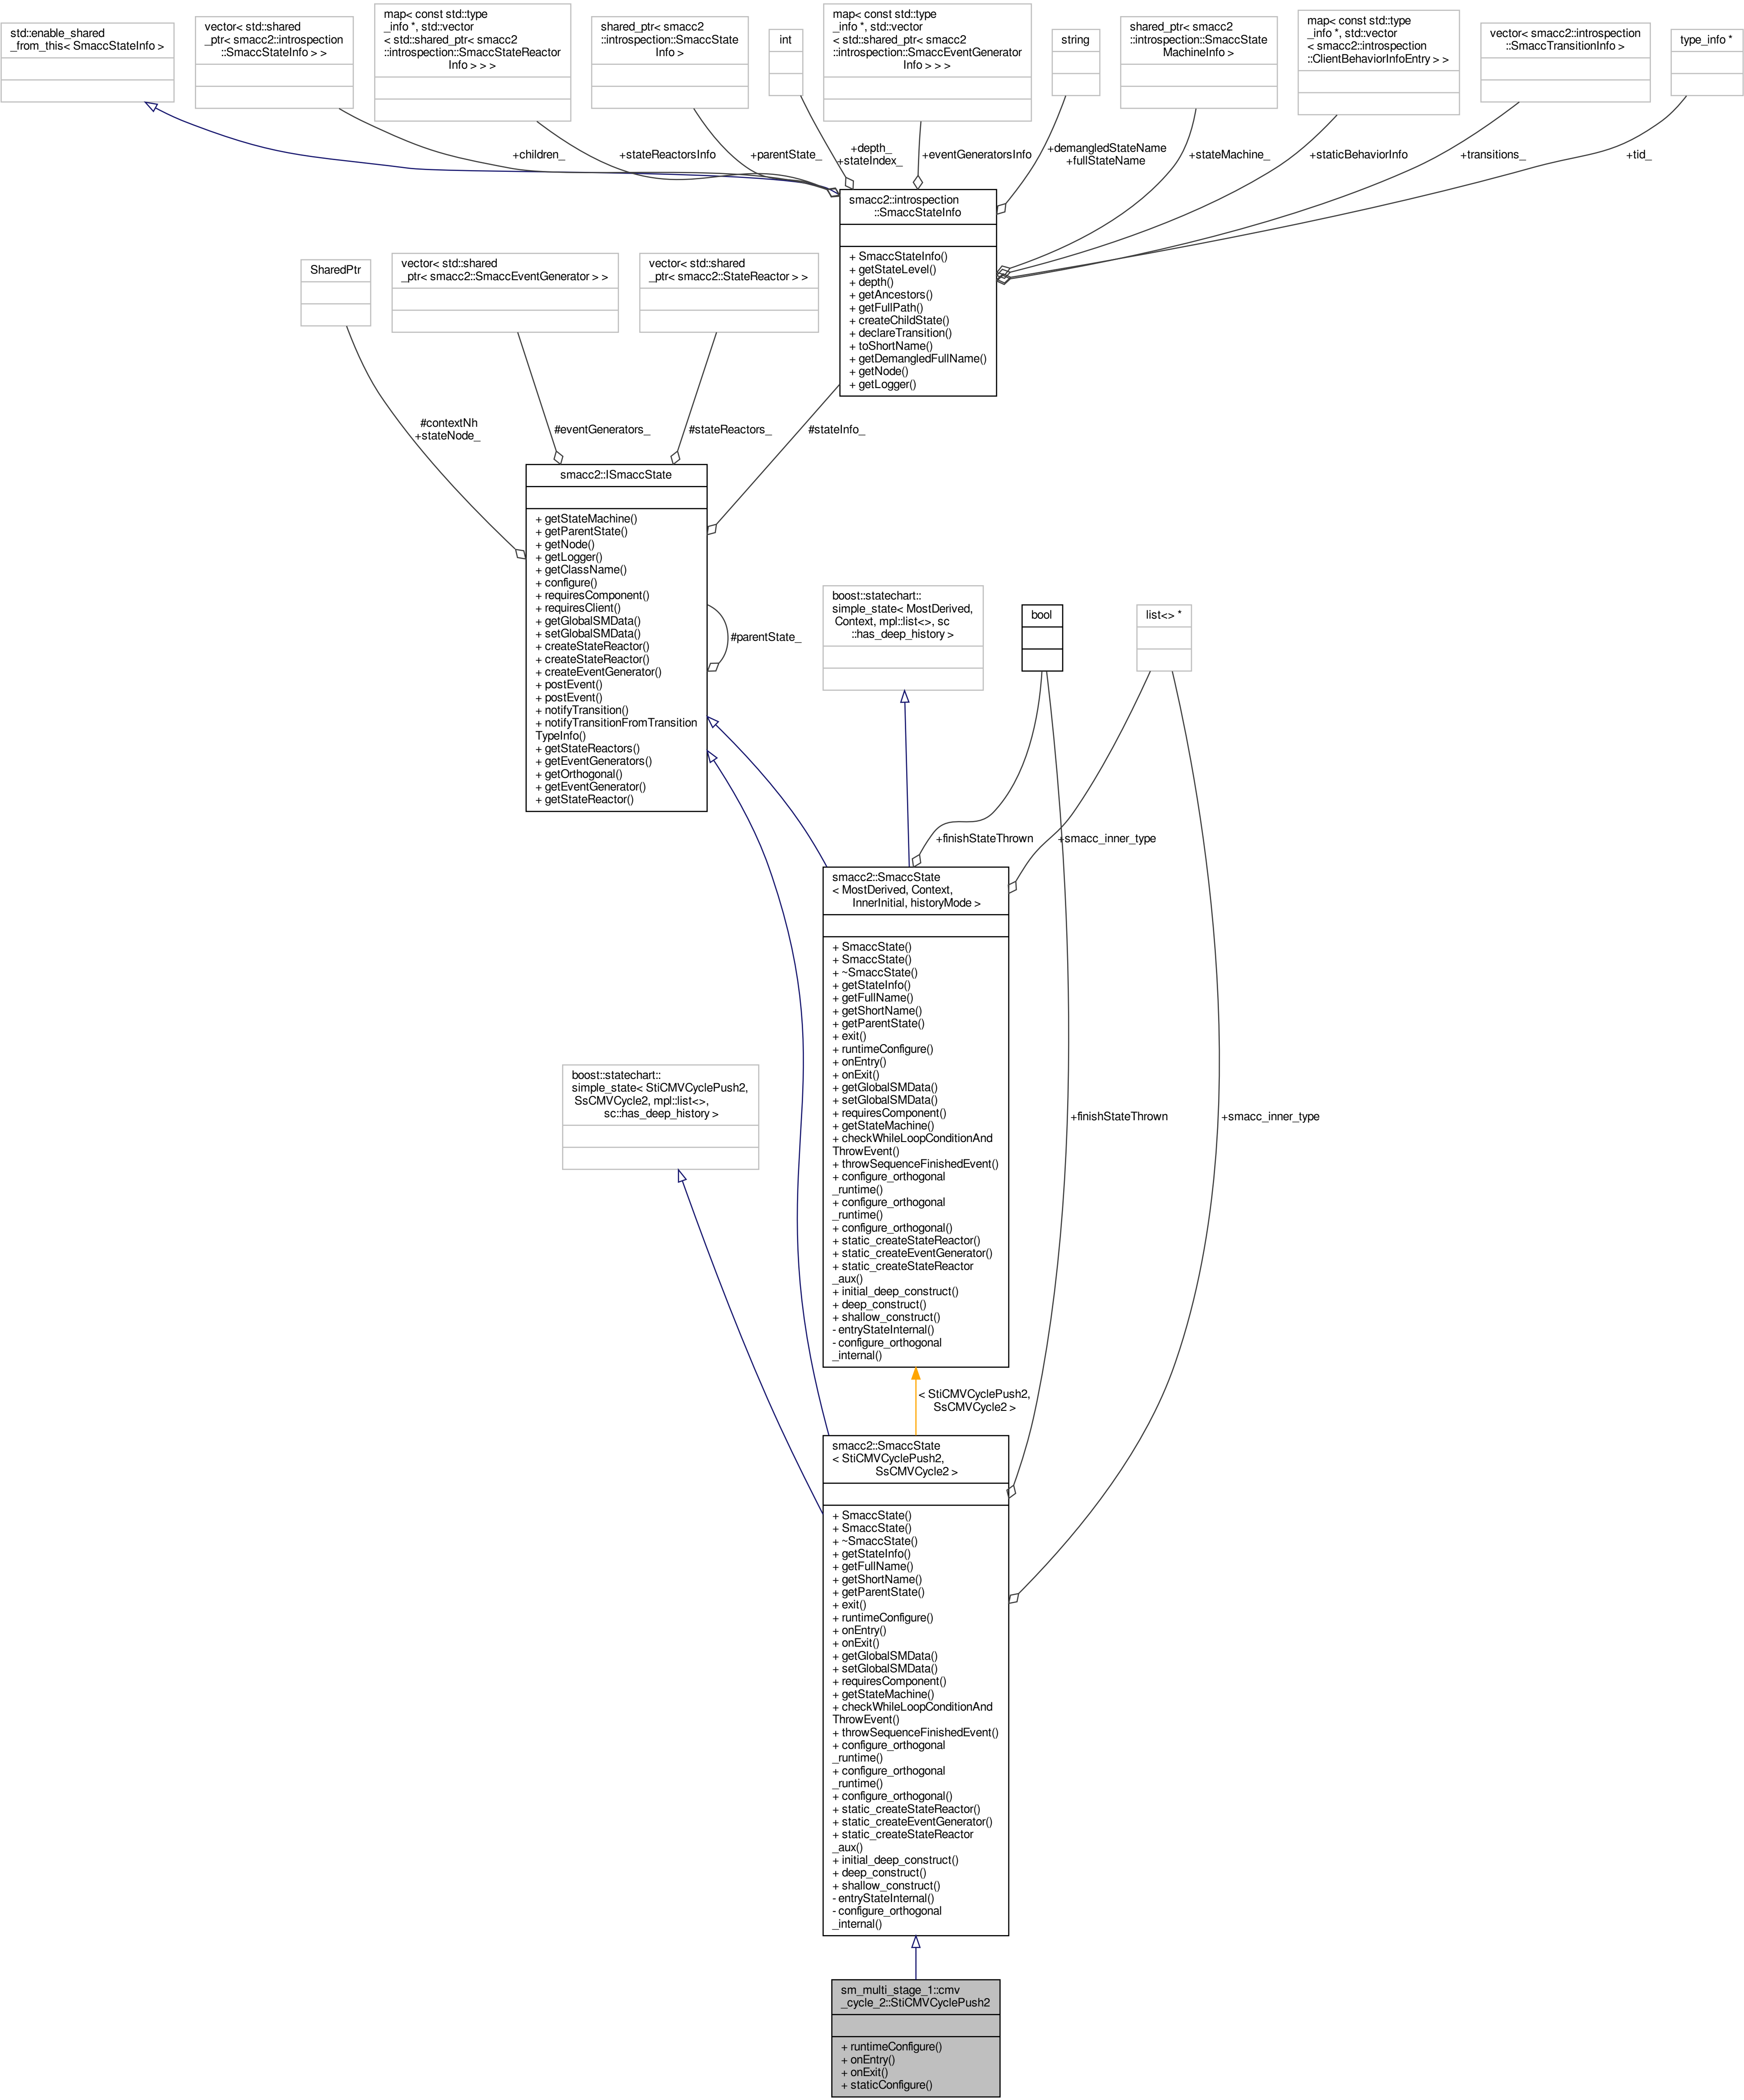 std::enable_shared
_from_this< SmaccStateInfo >
vector< std::shared
_ptr< smacc2::introspection
::SmaccStateInfo > >
map< const std::type
_info *, std::vector
< std::shared_ptr< smacc2
::introspection::SmaccStateReactor
Info > > >
shared_ptr< smacc2
::introspection::SmaccState
Info >
int
map< const std::type
_info *, std::vector
< std::shared_ptr< smacc2
::introspection::SmaccEventGenerator
Info > > >
string
shared_ptr< smacc2
::introspection::SmaccState
MachineInfo >
map< const std::type
_info *, std::vector
< smacc2::introspection
::ClientBehaviorInfoEntry > >
vector< smacc2::introspection
::SmaccTransitionInfo >
type_info *
+children_
+stateReactorsInfo
+parentState_
+depth_
+stateIndex_
+eventGeneratorsInfo
+demangledStateName
+fullStateName
+stateMachine_
+staticBehaviorInfo
+transitions_
+tid_
smacc2::introspection
::SmaccStateInfo
+ SmaccStateInfo()
+ getStateLevel()
+ depth()
+ getAncestors()
+ getFullPath()
+ createChildState()
+ declareTransition()
+ toShortName()
+ getDemangledFullName()
+ getNode()
+ getLogger()
SharedPtr
vector< std::shared
_ptr< smacc2::SmaccEventGenerator > >
vector< std::shared
_ptr< smacc2::StateReactor > >
#contextNh
+stateNode_
#eventGenerators_
#stateReactors_
#stateInfo_
smacc2::ISmaccState
+ getStateMachine()
+ getParentState()
+ getNode()
+ getLogger()
+ getClassName()
+ configure()
+ requiresComponent()
+ requiresClient()
+ getGlobalSMData()
+ setGlobalSMData()
+ createStateReactor()
+ createStateReactor()
+ createEventGenerator()
+ postEvent()
+ postEvent()
+ notifyTransition()
+ notifyTransitionFromTransition
TypeInfo()
+ getStateReactors()
+ getEventGenerators()
+ getOrthogonal()
+ getEventGenerator()
+ getStateReactor()
#parentState_
boost::statechart::
simple_state< MostDerived,
Context, mpl::list<>, sc
::has_deep_history >
bool
list<> *
+finishStateThrown
+smacc_inner_type
smacc2::SmaccState
< MostDerived, Context,
InnerInitial, historyMode >
+ SmaccState()
+ SmaccState()
+ ~SmaccState()
+ getStateInfo()
+ getFullName()
+ getShortName()
+ getParentState()
+ exit()
+ runtimeConfigure()
+ onEntry()
+ onExit()
+ getGlobalSMData()
+ setGlobalSMData()
+ requiresComponent()
+ getStateMachine()
+ checkWhileLoopConditionAnd
ThrowEvent()
+ throwSequenceFinishedEvent()
+ configure_orthogonal
_runtime()
+ configure_orthogonal
_runtime()
+ configure_orthogonal()
+ static_createStateReactor()
+ static_createEventGenerator()
+ static_createStateReactor
_aux()
+ initial_deep_construct()
+ deep_construct()
+ shallow_construct()
- entryStateInternal()
- configure_orthogonal
_internal()
boost::statechart::
simple_state< StiCMVCyclePush2,
SsCMVCycle2, mpl::list<>,
sc::has_deep_history >
+finishStateThrown
+smacc_inner_type
< StiCMVCyclePush2,
SsCMVCycle2 >
smacc2::SmaccState
< StiCMVCyclePush2,
SsCMVCycle2 >
+ SmaccState()
+ SmaccState()
+ ~SmaccState()
+ getStateInfo()
+ getFullName()
+ getShortName()
+ getParentState()
+ exit()
+ runtimeConfigure()
+ onEntry()
+ onExit()
+ getGlobalSMData()
+ setGlobalSMData()
+ requiresComponent()
+ getStateMachine()
+ checkWhileLoopConditionAnd
ThrowEvent()
+ throwSequenceFinishedEvent()
+ configure_orthogonal
_runtime()
+ configure_orthogonal
_runtime()
+ configure_orthogonal()
+ static_createStateReactor()
+ static_createEventGenerator()
+ static_createStateReactor
_aux()
+ initial_deep_construct()
+ deep_construct()
+ shallow_construct()
- entryStateInternal()
- configure_orthogonal
_internal()
sm_multi_stage_1::cmv
_cycle_2::StiCMVCyclePush2
+ runtimeConfigure()
+ onEntry()
+ onExit()
+ staticConfigure()